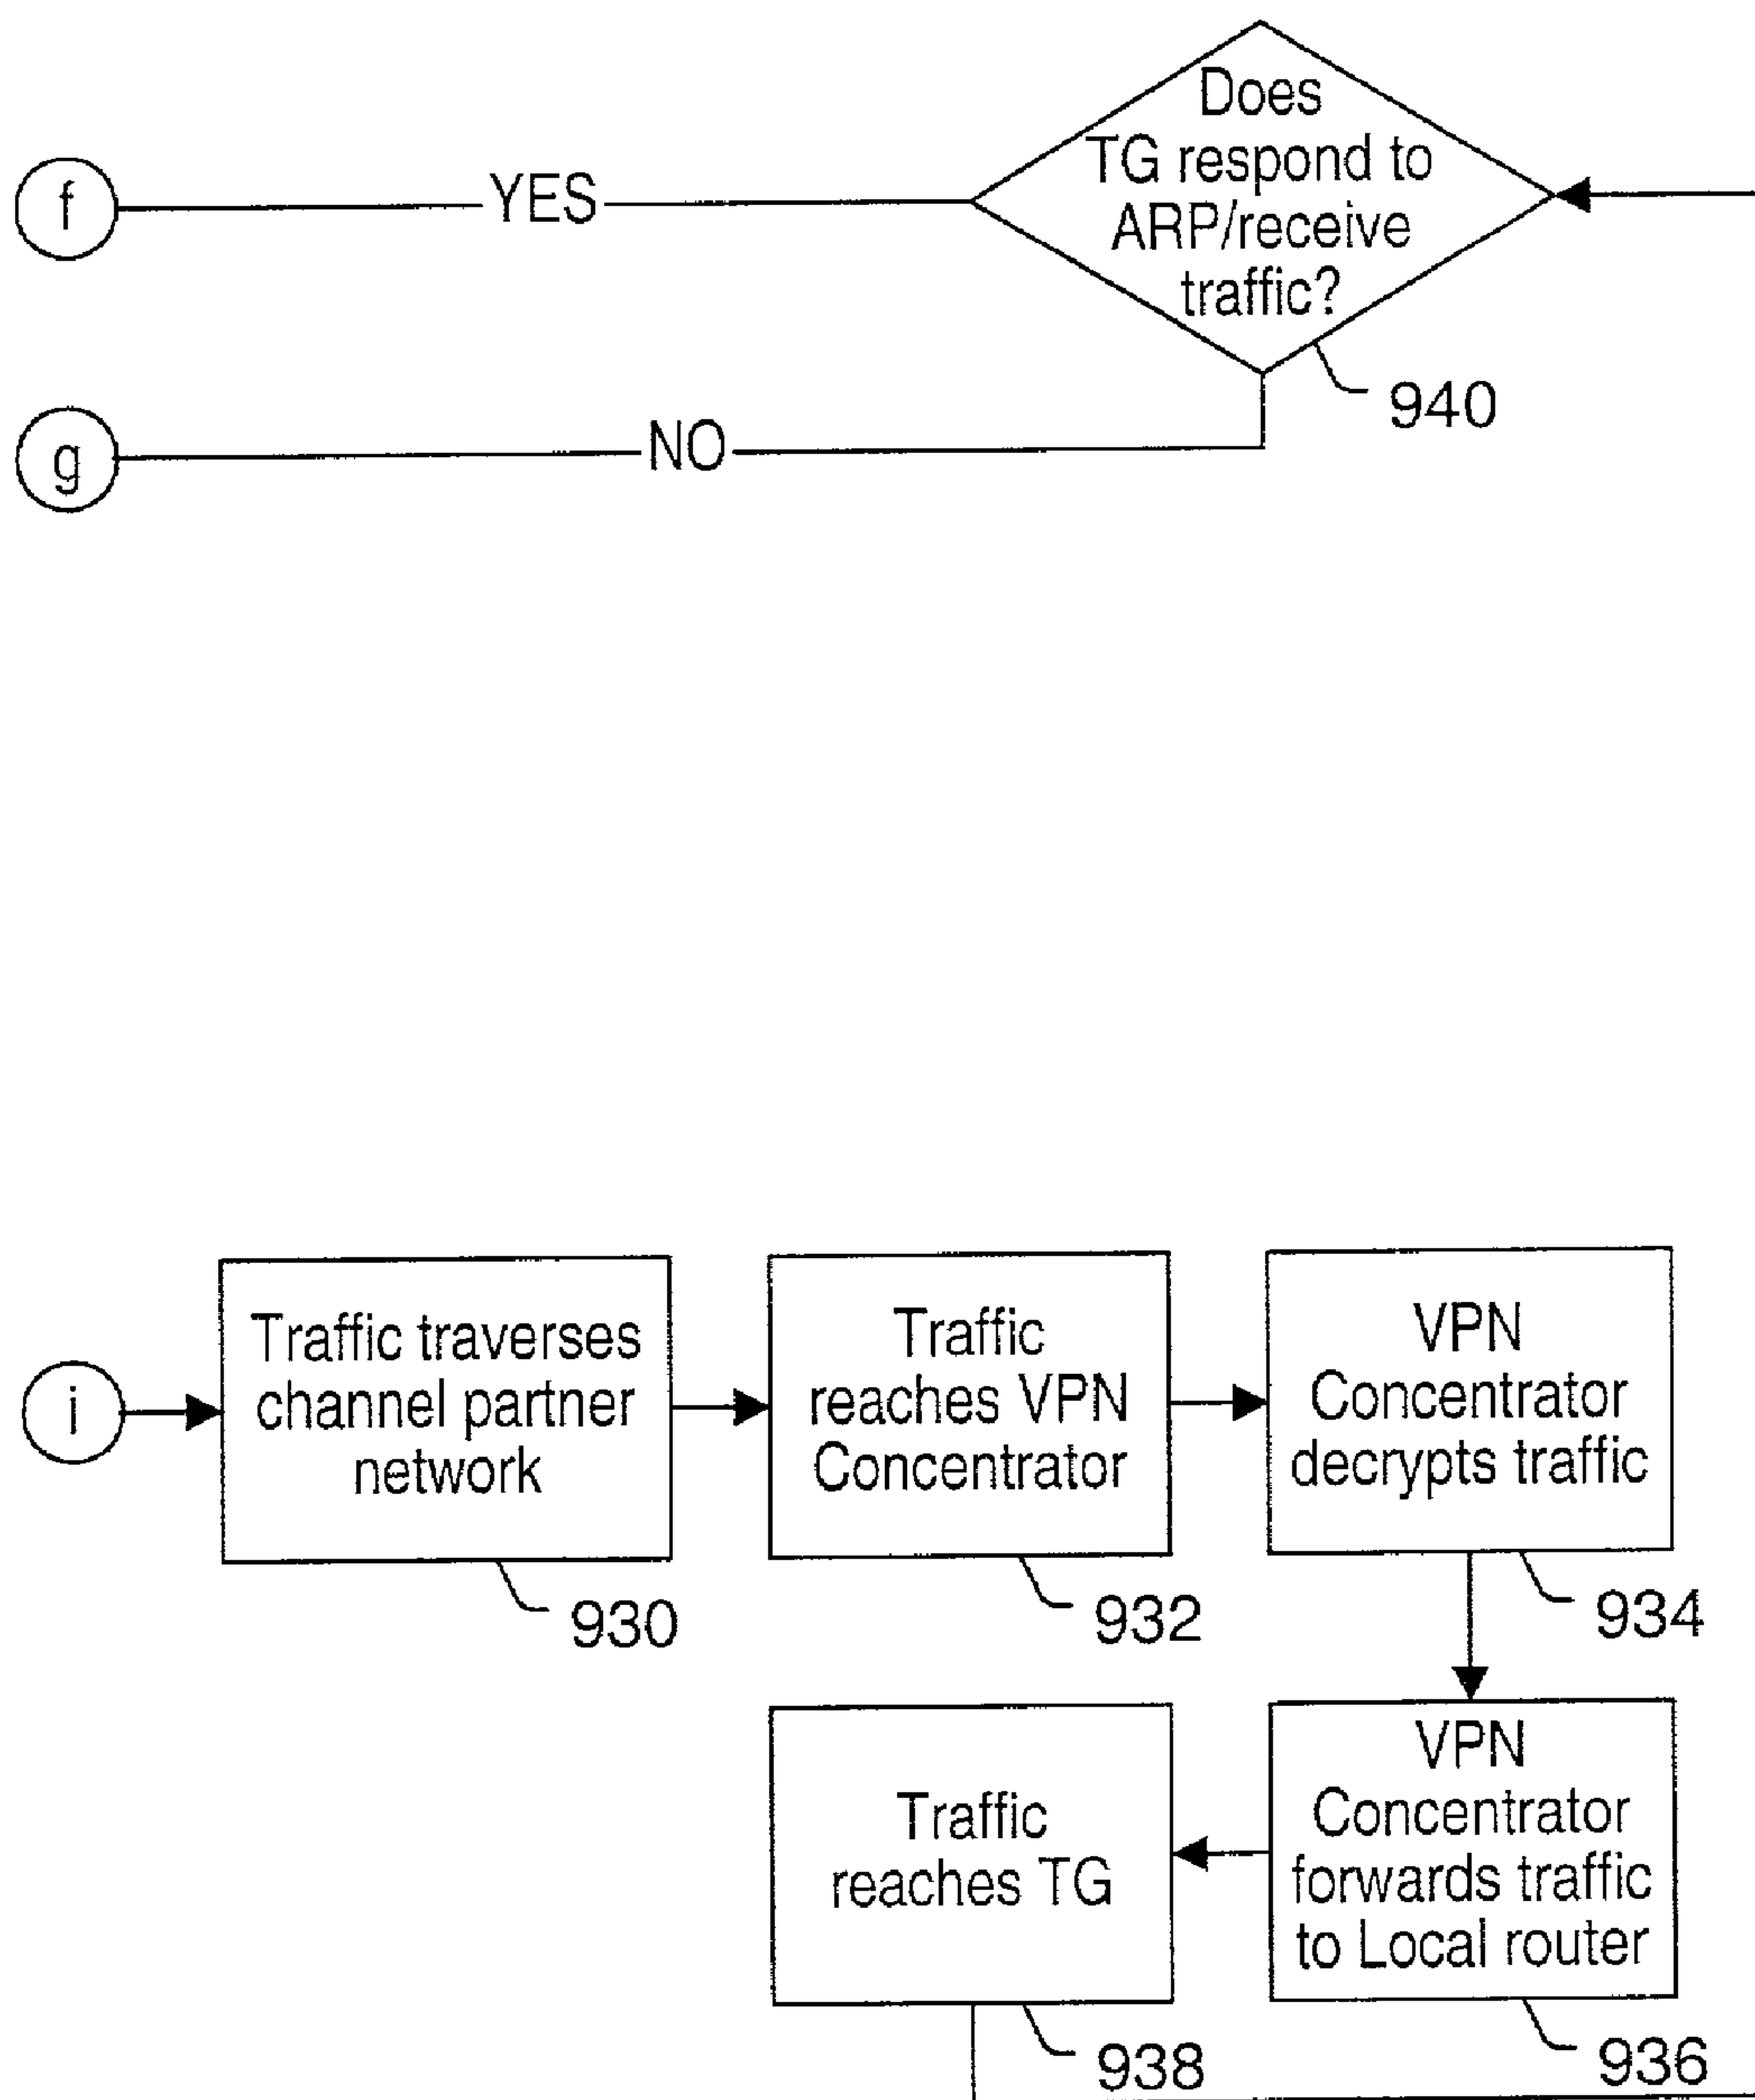 Does
TG respond to
ARP/receive
traffic?
f
YES
940
g
NO
i
Traffic traverses
channel partner
network
930
Traffic
reaches VPN
Concentrator
932
VPN
Concentrator
decrypts traffic
934
VPN
Concentrator
forwards traffic
to Local router
936
Traffic
reaches TG
938